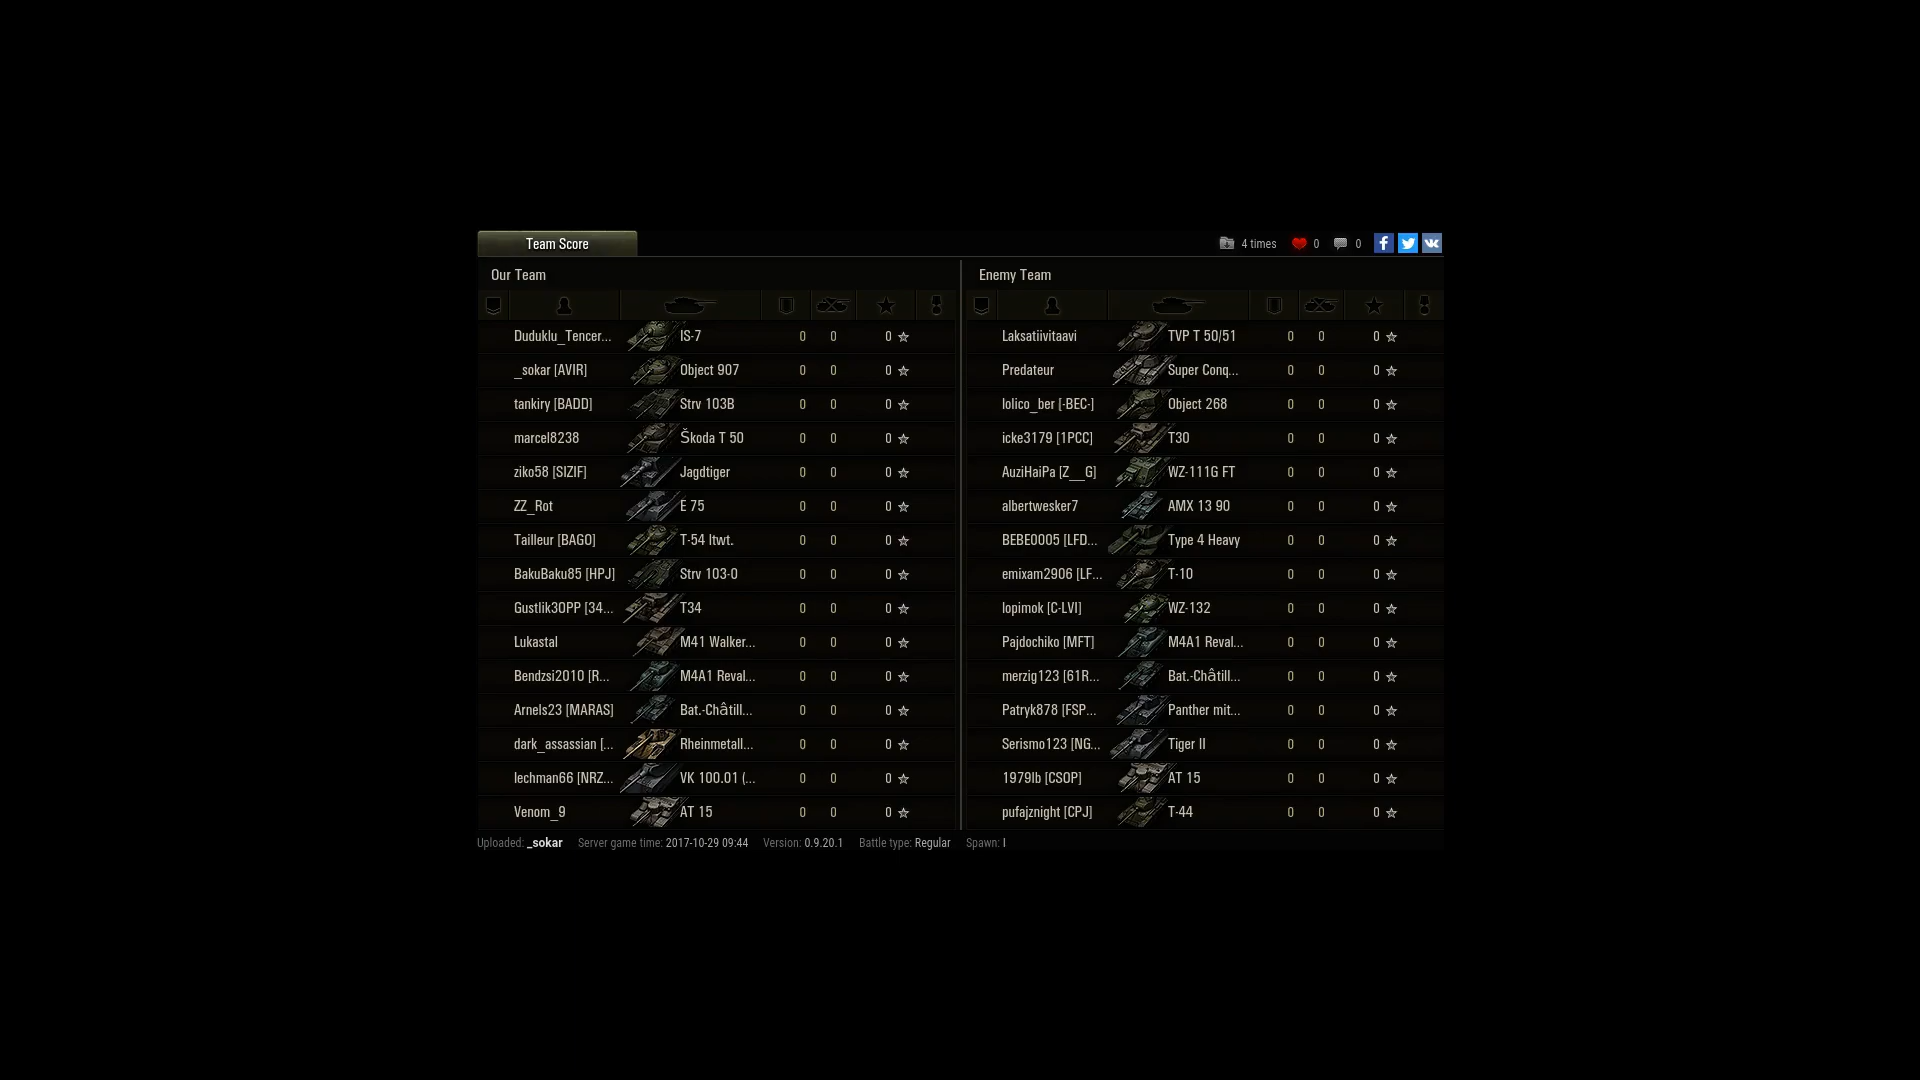 Team Score 4 times 0 0
Our Team Enemy Team
Duduklu_Tencer... IS-7 0 0 0 Laksatiivitaavi TVP T 50/51 0 0 0
_sokar [AVIR] Object 907 0 0 0 Predateur Super Conq... 0 0 0
tankiry [BADD] Strv 103B 0 0 0 lolico_ber [-BEC-] Object 268 0 0 0
marcel8238 Škoda T 50 0 0 0 icke3179 [1PCC] T30 0 0 0
ziko58 [SIZIF] Jagdtiger 0 0 0 AuziHaiPa [Z__G] WZ-111G FT 0 0 0
ZZ_Rot E 75 0 0 0 albertwesker7 AMX 13 90 0 0 0
Tailleur [BAGO] T-54 ltwt. 0 0 0 BEBE0005 [LFD... Type 4 Heavy 0 0 0
BakuBaku85 [HPJ] Strv 103-0 0 0 0 emixam2906 [LF... T-10 0 0 0
Gustlik3OPP [34... T34 0 0 0 lopimok [C-LVI] WZ-132 0 0 0
Lukastal M41 Walker... 0 0 0 Pajdochiko [MFT] M4A1 Reval... 0 0 0
Bendzsi2010 [R... M4A1 Reval... 0 0 0 merzig123 [61R... Bat.-Châtill... 0 0 0
Arnels23 [MARAS] Bat.-Châtill... 0 0 0 Patryk878 [FSP... Panther mit... 0 0 0
dark_assassian [... Rheinmetall... 0 0 0 Serismo123 [NG... Tiger II 0 0 0
lechman66 [NRZ... VK 100.01 (... 0 0 0 1979lb [CSOP] AT 15 0 0 0
Venom_9 AT 15 0 0 0 pufajznight [CPJ] T-44 0 0 0
Uploaded: _sokar Server game time: 2017-10-29 09:44 Version: 0.9.20.1 Battle type: Regular Spawn: I